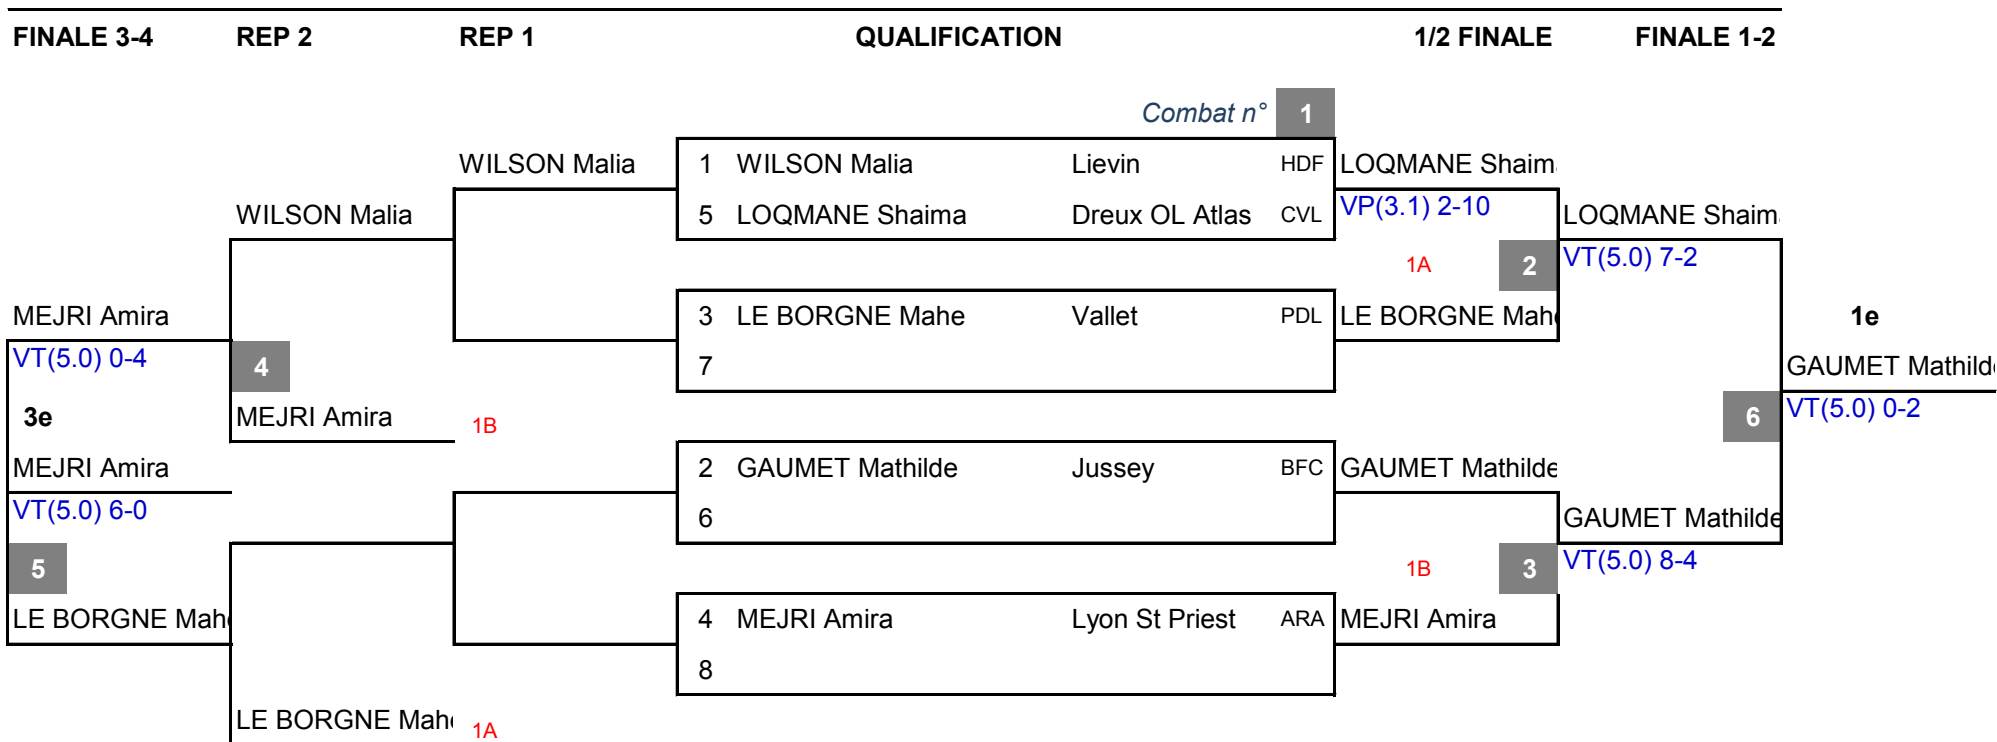 FINALE 3-4 REP 2 REP 1 QUALIFICATION 1/2 FINALE FINALE 1-2
Combat n° 1
WILSON Malia 1 WILSON Malia Lievin HDF LOQMANE Shaima
WILSON Malia 5 LOQMANE Shaima Dreux OL Atlas CVL VP(3.1) 2-10 LOQMANE Shaim
1A 2 VT(5.0) 7-2
MEJRI Amira 3 LE BORGNE Mahe Vallet PDL LE BORGNE Mahe 1e
VT(5.0) 0-4 4 7 GAUMET Mathilde
3e MEJRI Amira 1B 6 VT(5.0) 0-2
MEJRI Amira 2 GAUMET Mathilde Jussey BFC GAUMET Mathilde
VT(5.0) 6-0 6 GAUMET Mathilde
5 1B 3 VT(5.0) 8-4
LE BORGNE Mahe 4 MEJRI Amira Lyon St Priest ARA MEJRI Amira
8
LE BORGNE Mahe 1A